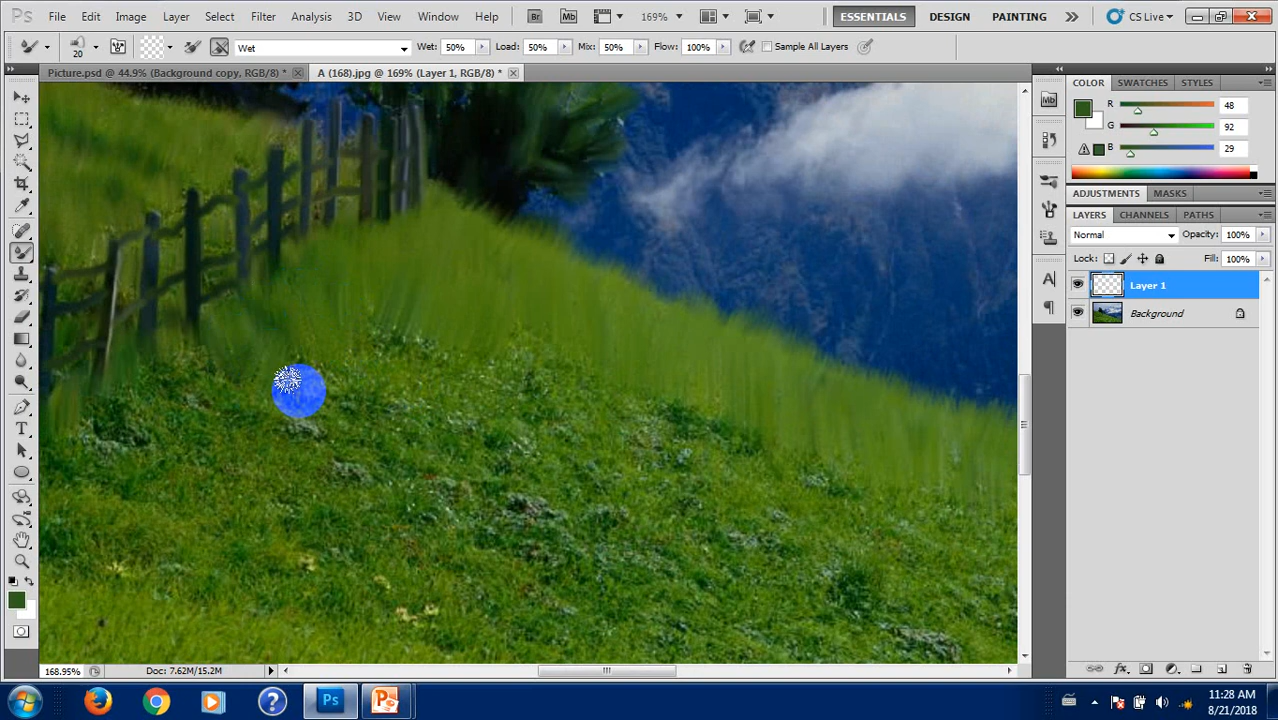 Ps File Edit Image Layer Select Filter Analysis 3D View Window Help Br Mb 169% ESSENTIALS DESIGN PAINTING CS Live
20 Wet Wet: 50% Load: 50% Mix: 50% Flow: 100% Sample All Layers
Picture.psd @ 44.9% (Background copy, RGB/8) * A (168).jpg @ 169% (Layer 1, RGB/8) *
COLOR SWATCHES STYLES
R 48
G 92
B 29
ADJUSTMENTS MASKS
LAYERS CHANNELS PATHS
Normal Opacity: 100%
Lock: Fill: 100%
Layer 1
Background
Mb
A
T
168.95% Doc: 7.62M/15.2M
fx
Ps
11:28 AM
8/21/2018